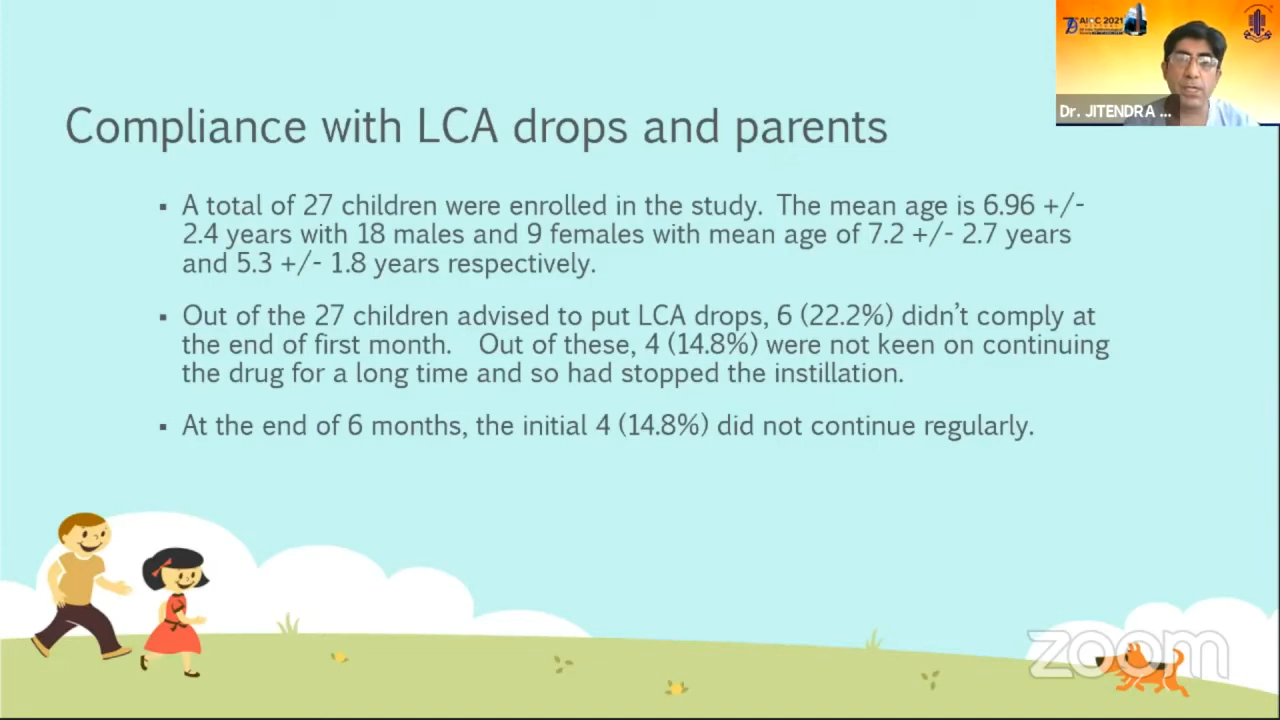 AIOC 2021
Dr. JITENDRA ...
Compliance with LCA drops and parents
▪ A total of 27 children were enrolled in the study. The mean age is 6.96 +/-
2.4 years with 18 males and 9 females with mean age of 7.2 +/- 2.7 years
and 5.3 +/- 1.8 years respectively.
▪ Out of the 27 children advised to put LCA drops, 6 (22.2%) didn't comply at
the end of first month. Out of these, 4 (14.8%) were not keen on continuing
the drug for a long time and so had stopped the instillation.
▪ At the end of 6 months, the initial 4 (14.8%) did not continue regularly.
zoom